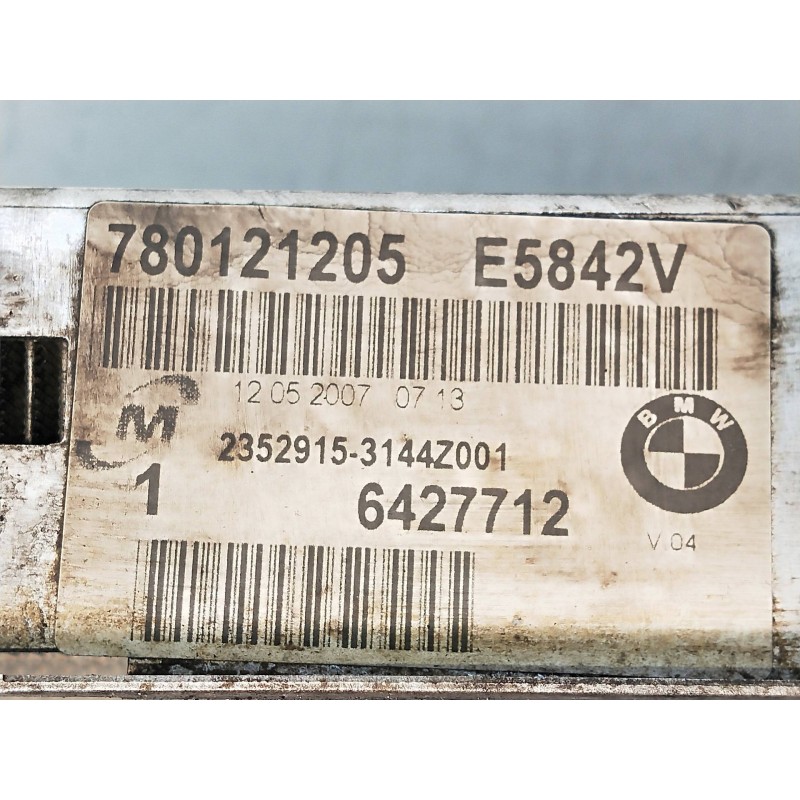 780121205 E5842V
12 05 2007 07 13
M
2352915-3144Z001
BMW
1 6427712
V 04